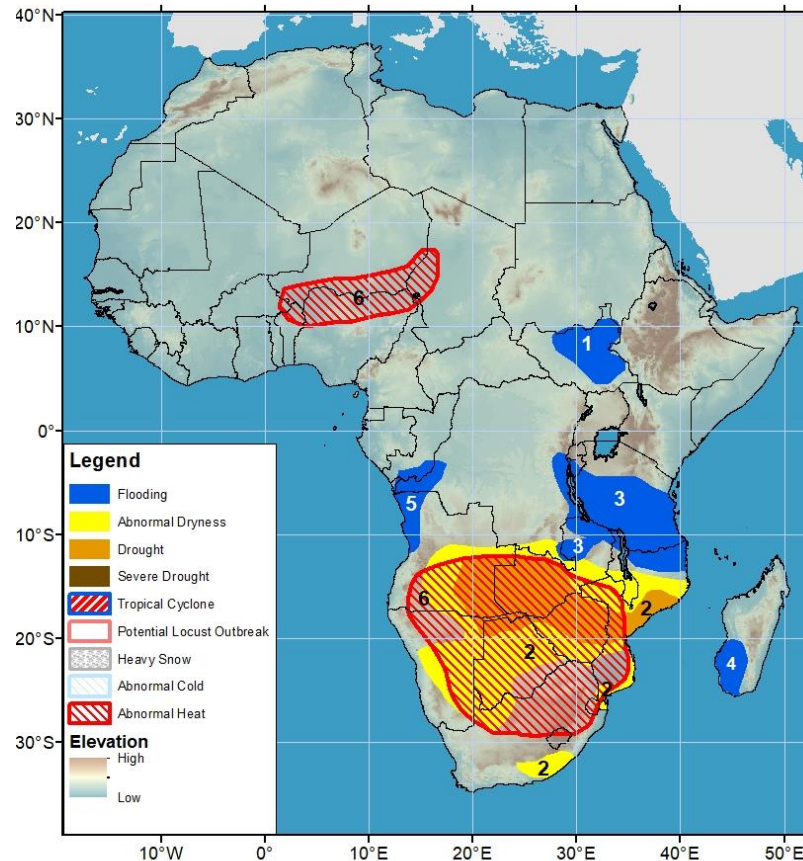 40°N
30°N
20°N
6
10°N
1
0°
Legend
Flooding
Abnormal Dryness
Drought
Severe Drought
Tropical Cyclone
Potential Locust Outbreak
Heavy Snow
Abnormal Cold
Abnormal Heat
Elevation
High
Low
5
3
10°S
3
6
2
20°S
2
4
2
30°S
2
10°W
0°
10°E
20°E
30°E
40°E
50°E